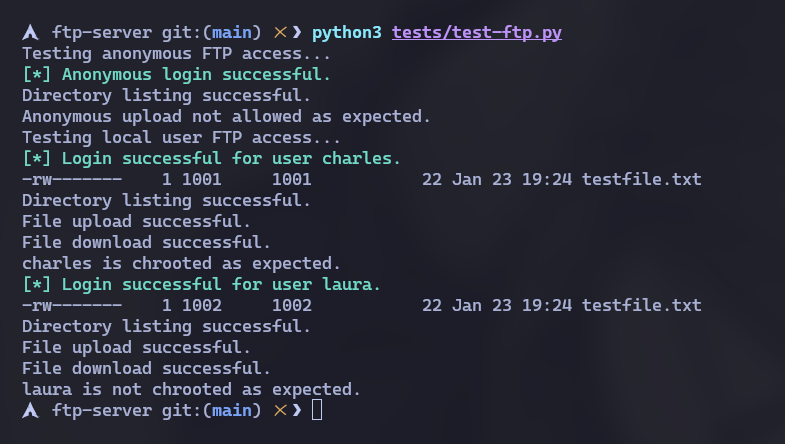 ftp-server git:(main) × ❯ python3 tests/test-ftp.py
Testing anonymous FTP access...
[*] Anonymous login successful.
Directory listing successful.
Anonymous upload not allowed as expected.
Testing local user FTP access...
[*] Login successful for user charles.
-rw-------    1 1001     1001           22 Jan 23 19:24 testfile.txt
Directory listing successful.
File upload successful.
File download successful.
charles is chrooted as expected.
[*] Login successful for user laura.
-rw-------    1 1002     1002           22 Jan 23 19:24 testfile.txt
Directory listing successful.
File upload successful.
File download successful.
laura is not chrooted as expected.
ftp-server git:(main) × ❯